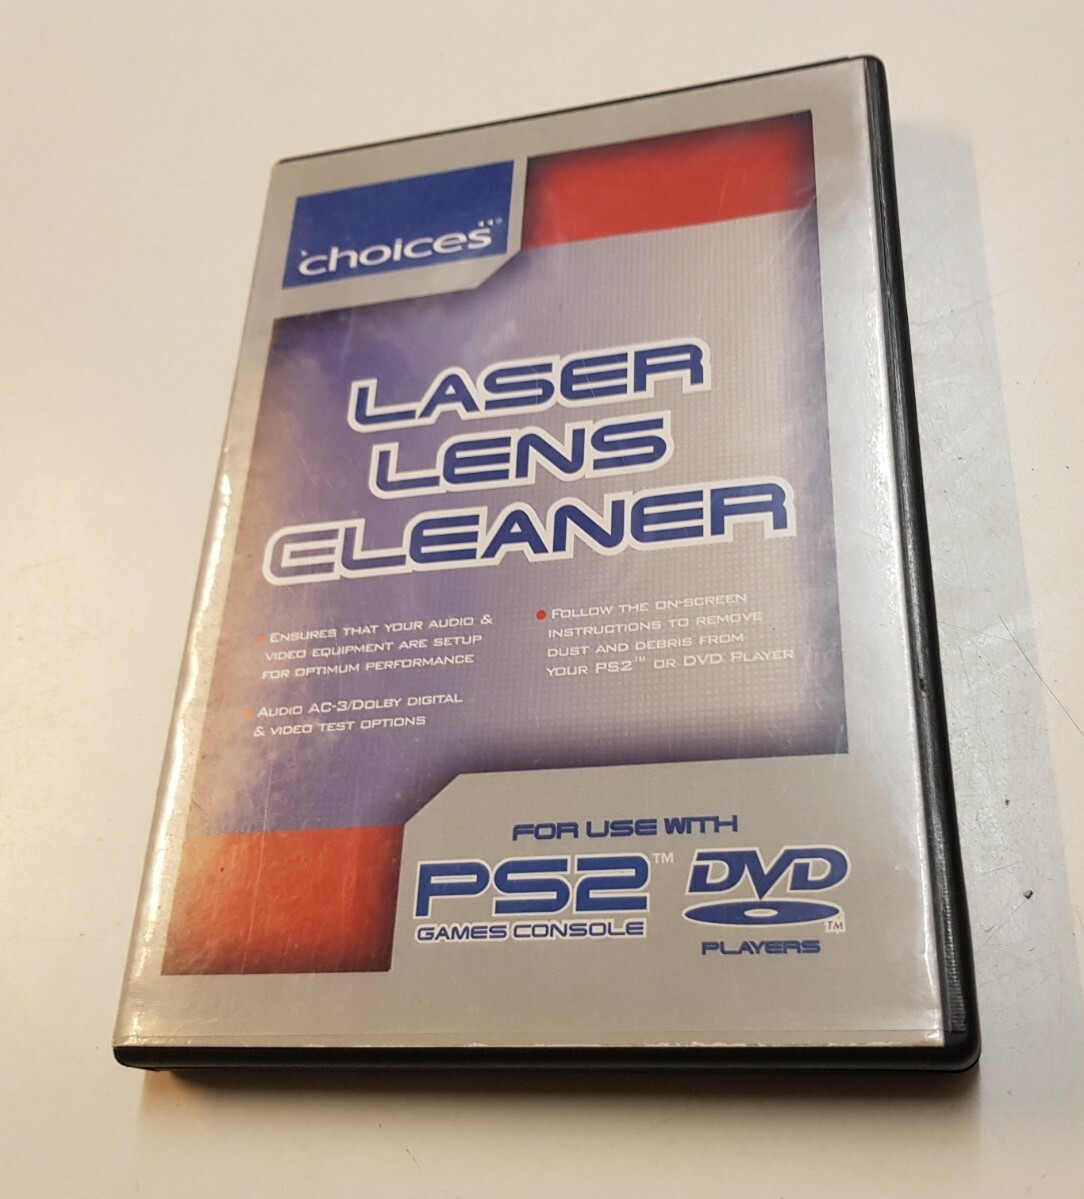 choices
LASER
LENS
CLEANER
ENSURES THAT YOUR AUDIO &
VIDEO EQUIPMENT ARE SETUP
FOR OPTIMUM PERFORMANCE
AUDIO AC-3/DOLBY DIGITAL
& VIDEO TEST OPTIONS
FOLLOW THE ON-SCREEN
INSTRUCTIONS TO REMOVE
DUST AND DEBRIS FROM
YOUR PS2™ OR DVD PLAYER
FOR USE WITH
PS2™
GAMES CONSOLE
DVD
™
PLAYERS